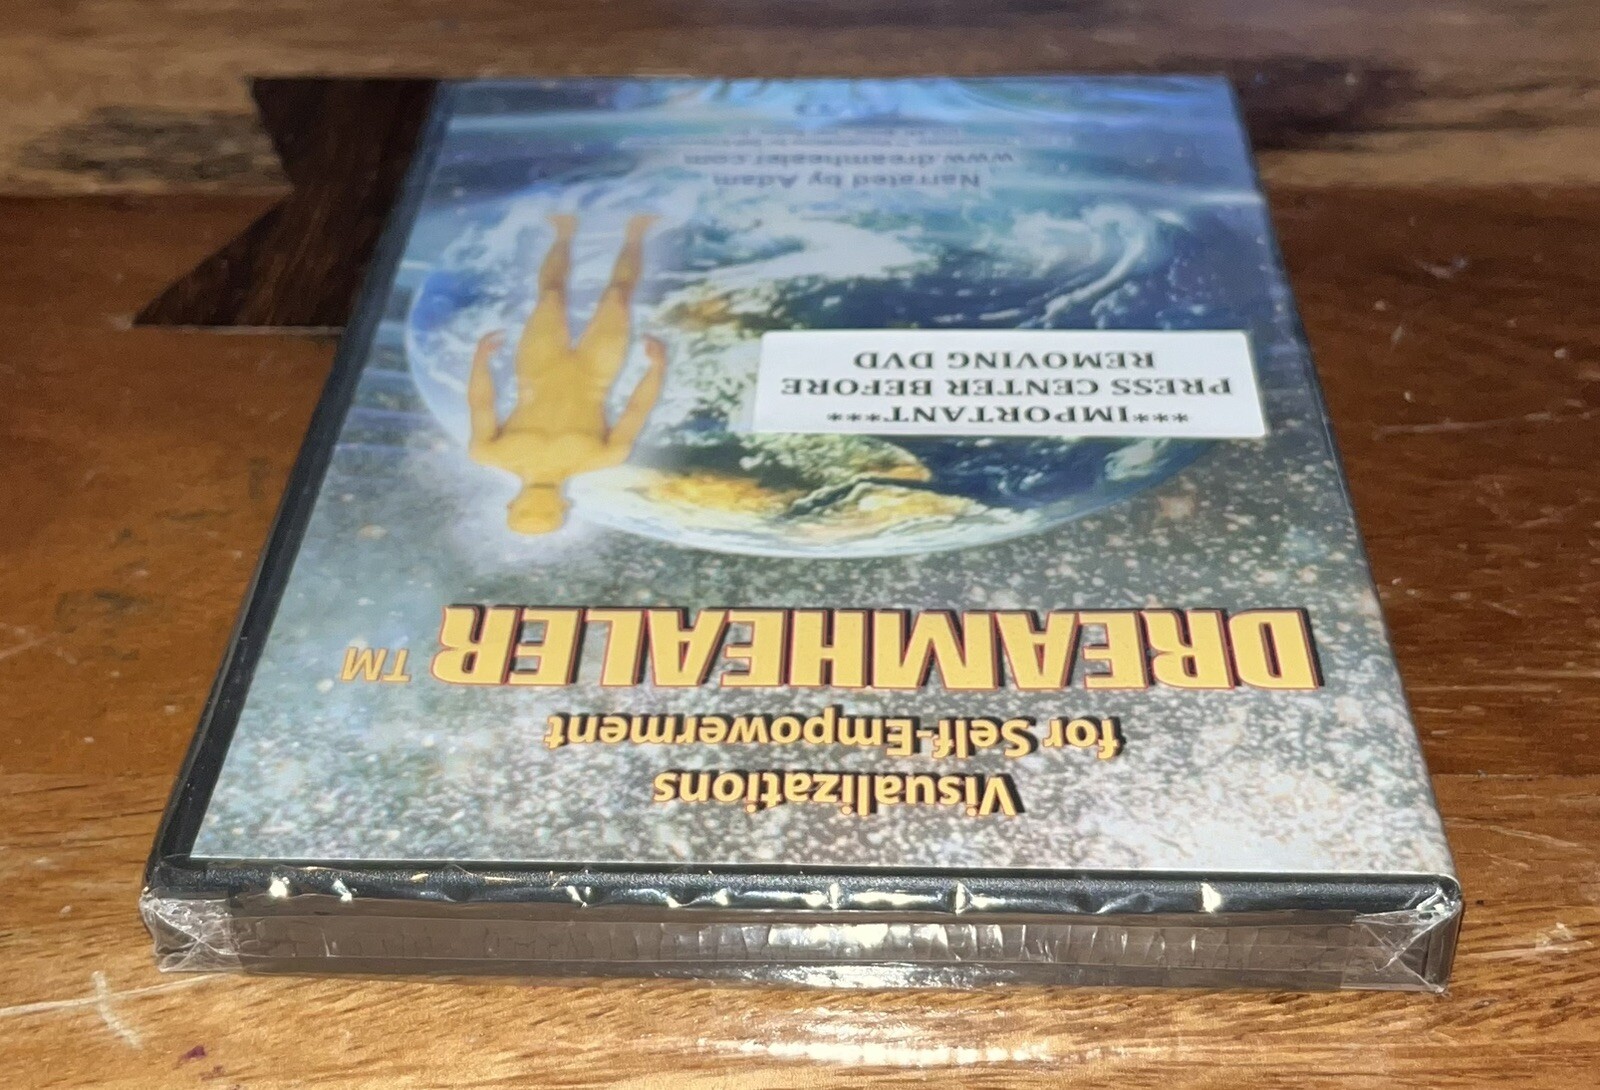 Visualizations
for Self-Empowerment
DREAMHEALER TM
***IMPORTANT***
PRESS CENTER BEFORE
REMOVING DVD
Narrated by Adam
www.dreamhealer.com